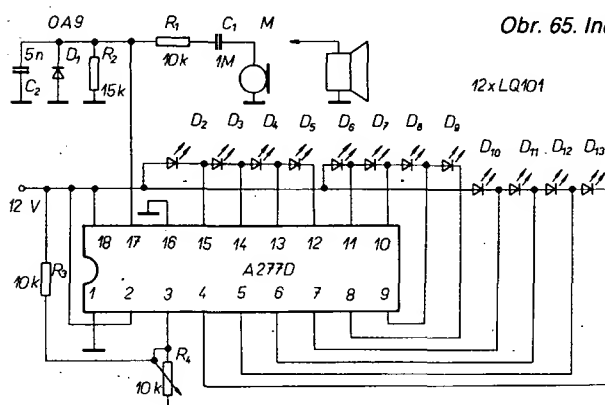 Obr. 65. In
OA9
R1
10k
C1
1M
M
5n
C2
D1
R2
15k
12xLQ101
D2 D3 D4 D5 D6 D7 D8 D9
D10 D11 D12 D13
12 V
18 17 16 15 14 13 12 11 10
A277D
1 2 3 4 5 6 7 8 9
R3
10k
R4
10k